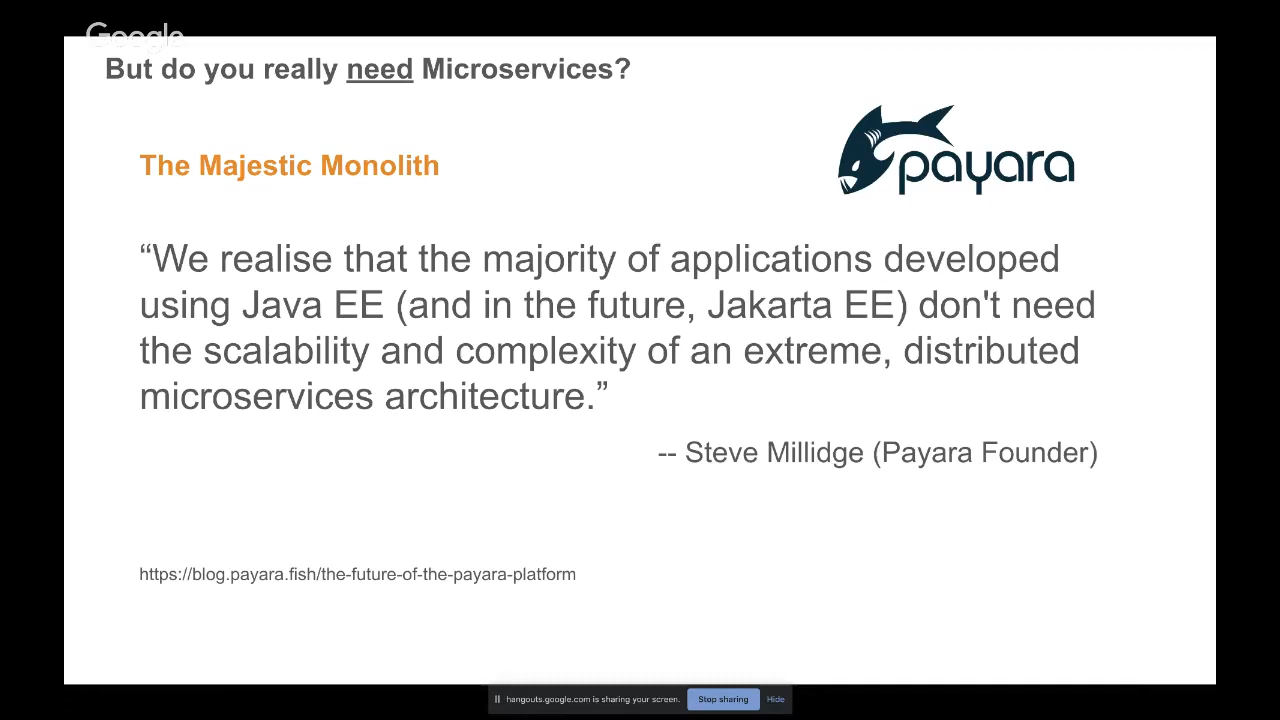 Google
But do you really need Microservices?
The Majestic Monolith
payara
“We realise that the majority of applications developed
using Java EE (and in the future, Jakarta EE) don't need
the scalability and complexity of an extreme, distributed
microservices architecture.”
-- Steve Millidge (Payara Founder)
https://blog.payara.fish/the-future-of-the-payara-platform
hangouts.google.com is sharing your screen. Stop sharing Hide